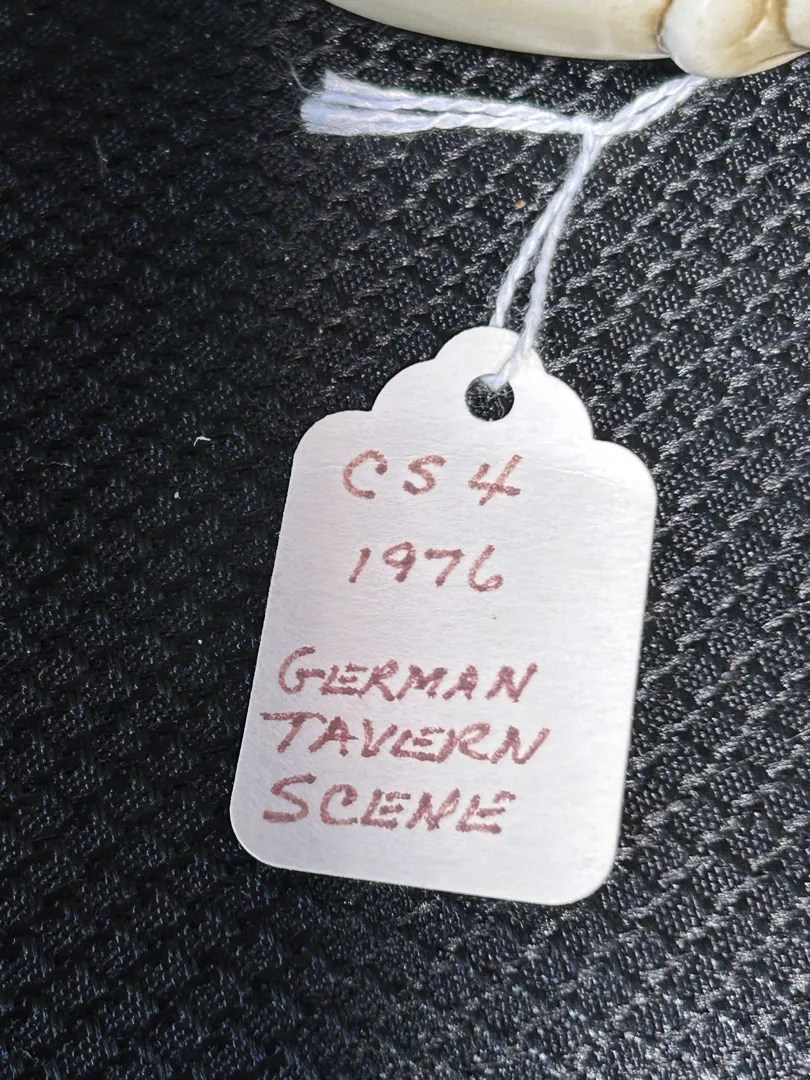 CS4
1976
GERMAN
TAVERN
SCENE